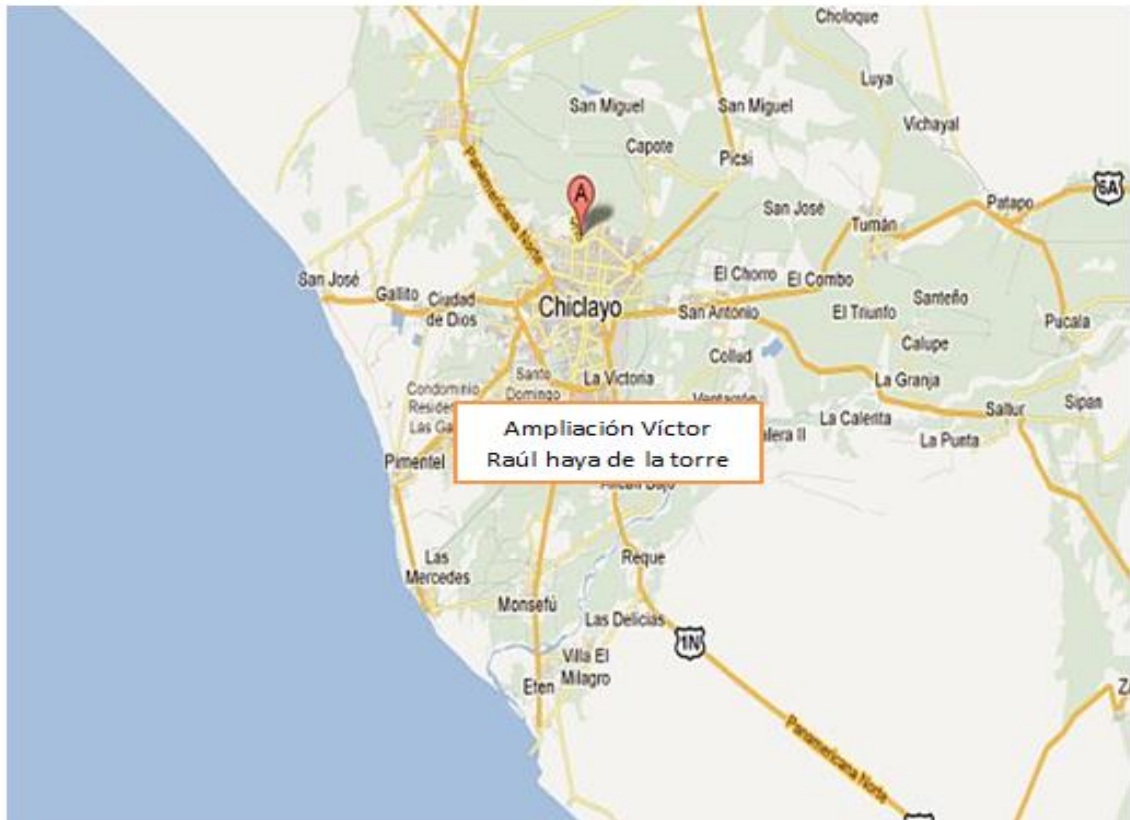 Choloque
Luya
San Miguel
San Miguel
Vichayal
Capote
Picsi
Panamericana Norte
6A
A
Patapo
San José
Tumán
San José
Gallito
Ciudad
de Dios
Chiclayo
El Chorro
El Combo
San Antonio
El Triunfo
Santeño
Pucala
Collud
Calupe
Santo
Domingo
La Victoria
La Granja
Condominio
Saltur
Sipan
La Punta
Ampliación Víctor
Raúl haya de la torre
Pimentel
Las
Mercedes
Reque
Monsefú
Las Delicias
1N
Villa El
Milagro
Eten
Panamericana Norte